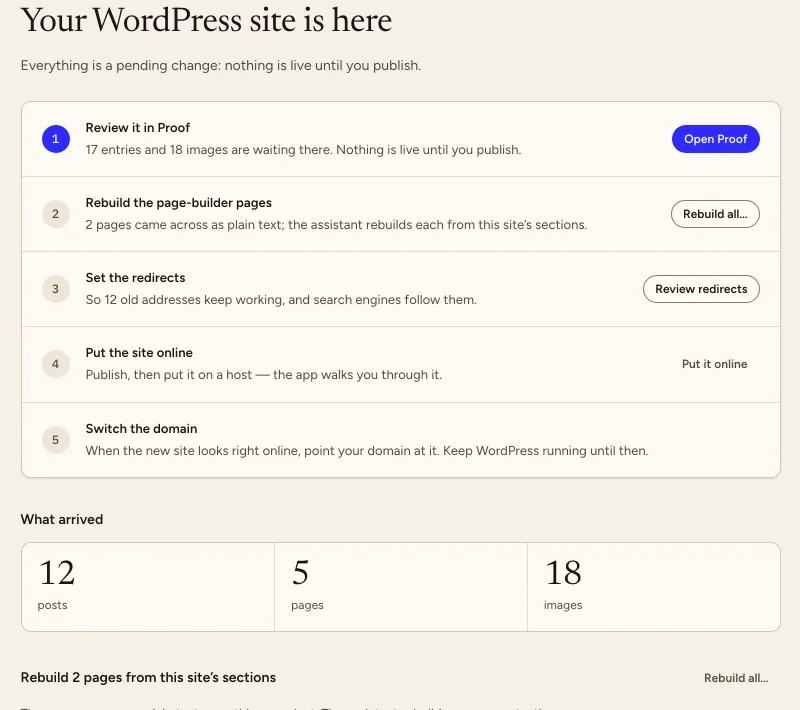 Your WordPress site is here
Everything is a pending change: nothing is live until you publish.
1
Review it in Proof
17 entries and 18 images are waiting there. Nothing is live until you publish.
Open Proof
2
Rebuild the page-builder pages
2 pages came across as plain text; the assistant rebuilds each from this site’s sections.
Rebuild all…
3
Set the redirects
So 12 old addresses keep working, and search engines follow them.
Review redirects
4
Put the site online
Publish, then put it on a host — the app walks you through it.
Put it online
5
Switch the domain
When the new site looks right online, point your domain at it. Keep WordPress running until then.
What arrived
12
posts
5
pages
18
images
Rebuild 2 pages from this site’s sections
Rebuild all…